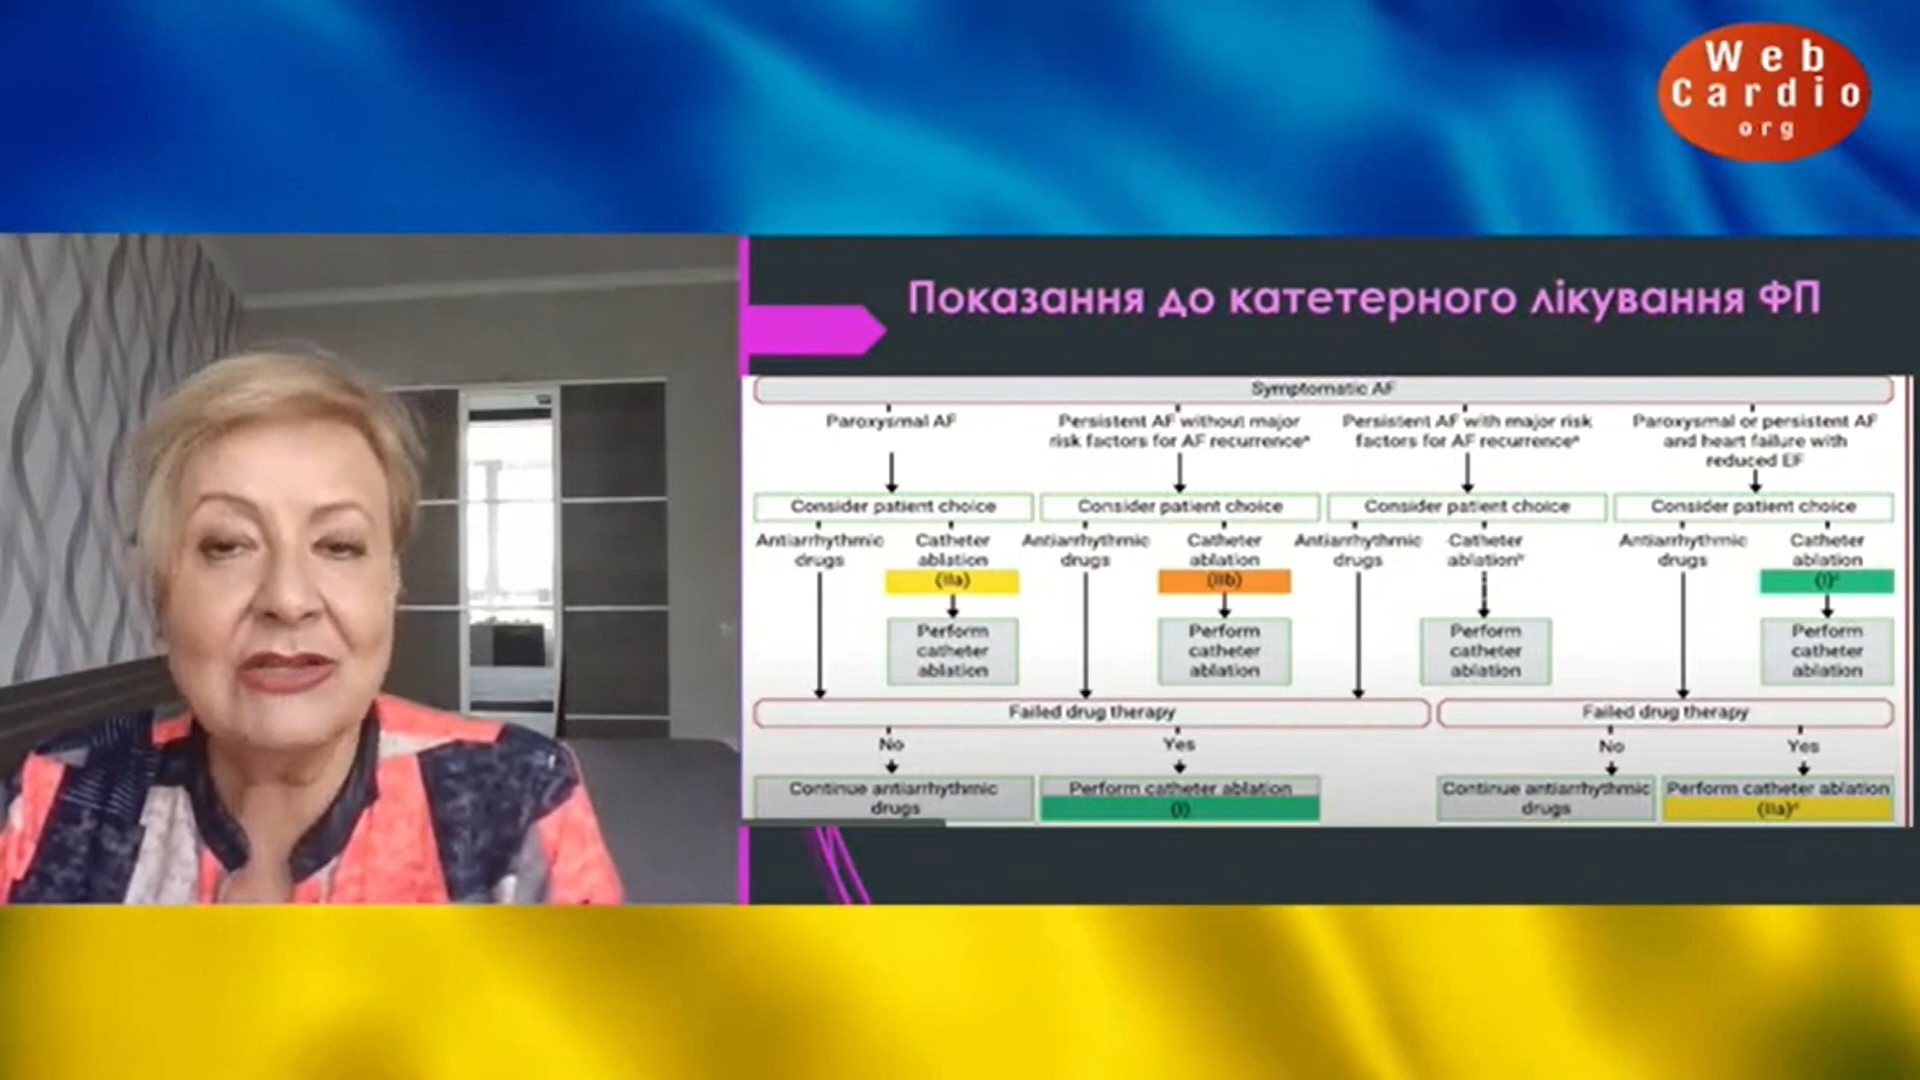 Web
Cardio
org
Показання до катетерного лікування ФП
Symptomatic AF
Paroxysmal AF
Persistent AF without major
risk factors for AF recurrenceᵃ
Persistent AF with major risk
factors for AF recurrenceᵃ
Paroxysmal or persistent AF
and heart failure with
reduced EF
Consider patient choice
Consider patient choice
Consider patient choice
Consider patient choice
Antiarrhythmic
drugs
Catheter
ablation
(IIa)
Antiarrhythmic
drugs
Catheter
ablation
(IIb)
Antiarrhythmic
drugs
Catheter
ablationᵇ
Antiarrhythmic
drugs
Catheter
ablation
(I)ᶜ
Perform
catheter
ablation
Perform
catheter
ablation
Perform
catheter
ablation
Perform
catheter
ablation
Failed drug therapy
Failed drug therapy
No
Yes
No
Yes
Continue antiarrhythmic
drugs
Perform catheter ablation
(I)
Continue antiarrhythmic
drugs
Perform catheter ablation
(IIa)ᵈ